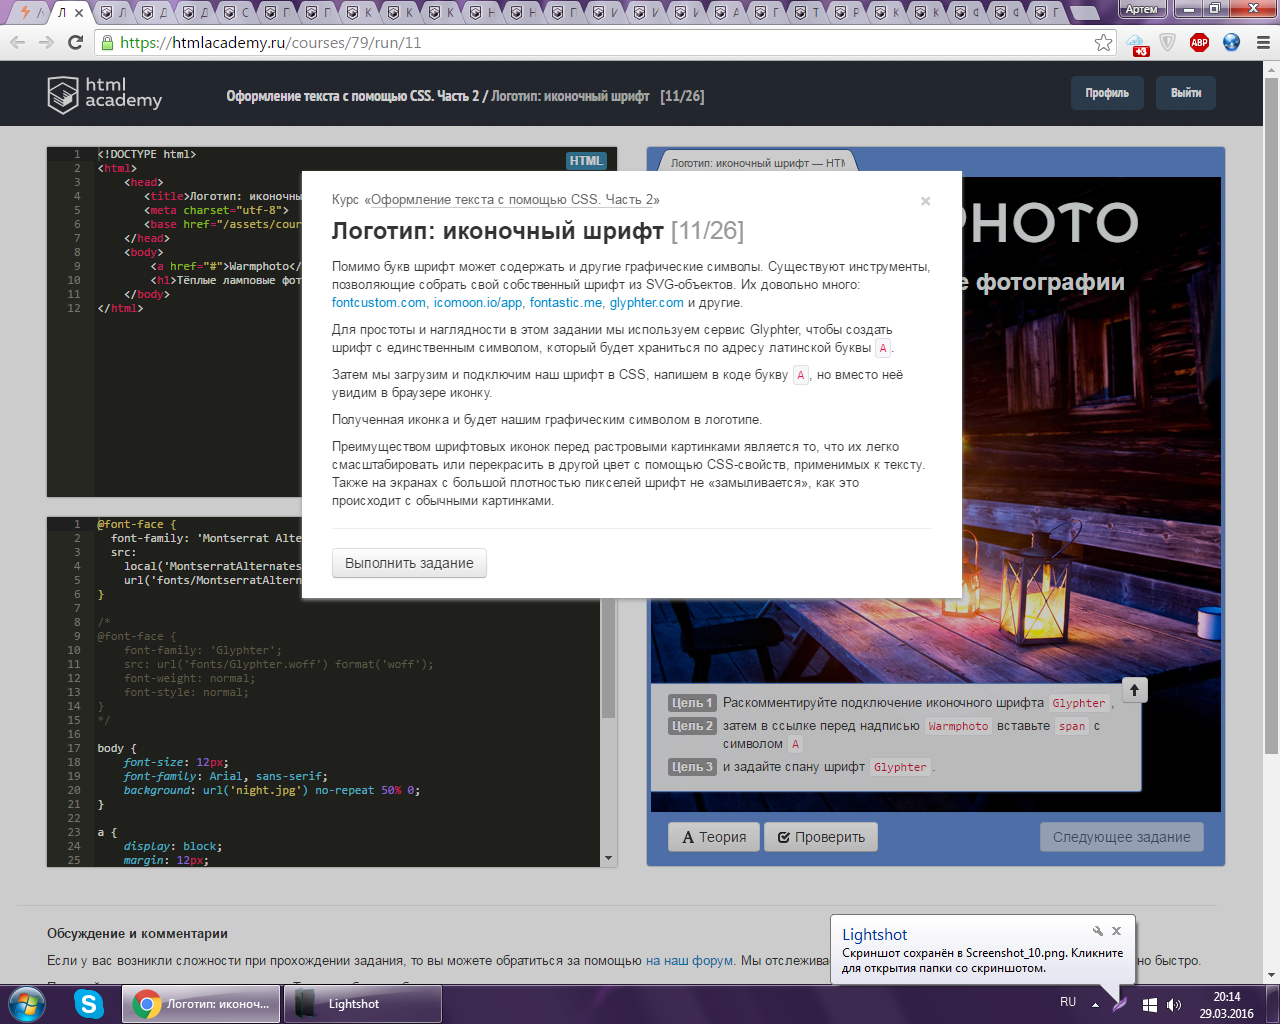 Артем
https://htmlacademy.ru/courses/79/run/11
+3
ABP
html
academy
Оформление текста с помощью CSS. Часть 2 / Логотип: иконочный шрифт [11/26]
Профиль
Выйти
HTML
1 <!DOCTYPE html>
2 <html>
3 <head>
4 <title>Логотип: иконочны
5 <meta charset="utf-8">
6 <base href="/assets/cour
7 </head>
8 <body>
9 <a href="#">Warmphoto</
10 <h1>Тёплые ламповые фот
11 </body>
12 </html>
Курс «Оформление текста с помощью CSS. Часть 2»
×
Логотип: иконочный шрифт [11/26]
Помимо букв шрифт может содержать и другие графические символы. Существуют инструменты,
позволяющие собрать свой собственный шрифт из SVG-объектов. Их довольно много:
fontcustom.com, icomoon.io/app, fontastic.me, glyphter.com и другие.
Для простоты и наглядности в этом задании мы используем сервис Glyphter, чтобы создать
шрифт с единственным символом, который будет храниться по адресу латинской буквы A.
Затем мы загрузим и подключим наш шрифт в CSS, напишем в коде букву A, но вместо неё
увидим в браузере иконку.
Полученная иконка и будет нашим графическим символом в логотипе.
Преимуществом шрифтовых иконок перед растровыми картинками является то, что их легко
смасштабировать или перекрасить в другой цвет с помощью CSS-свойств, применимых к тексту.
Также на экранах с большой плотностью пикселей шрифт не «замыливается», как это
происходит с обычными картинками.
Выполнить задание
1 @font-face {
2 font-family: 'Montserrat Alte
3 src:
4 local('MontserratAlternates
5 url('fonts/MontserratAltern
6 }
7
8 /*
9 @font-face {
10 font-family: 'Glyphter';
11 src: url('fonts/Glyphter.woff') format('woff');
12 font-weight: normal;
13 font-style: normal;
14 }
15 */
16
17 body {
18 font-size: 12px;
19 font-family: Arial, sans-serif;
20 background: url('night.jpg') no-repeat 50% 0;
21 }
22
23 a {
24 display: block;
25 margin: 12px;
Логотип: иконочный шрифт — HTM
PHOTO
е фотографии
Цель 1 Раскомментируйте подключение иконочного шрифта Glyphter,
Цель 2 затем в ссылке перед надписью Warmphoto вставьте span с
символом A
Цель 3 и задайте спану шрифт Glyphter.
Теория
Проверить
Следующее задание
Обсуждение и комментарии
Если у вас возникли сложности при прохождении задания, то вы можете обратиться за помощью на наш форум. Мы отслежива
но быстро.
Lightshot
Скриншот сохранён в Screenshot_10.png. Кликните
для открытия папки со скриншотом.
Логотип: иконоч...
Lightshot
RU
20:14
29.03.2016